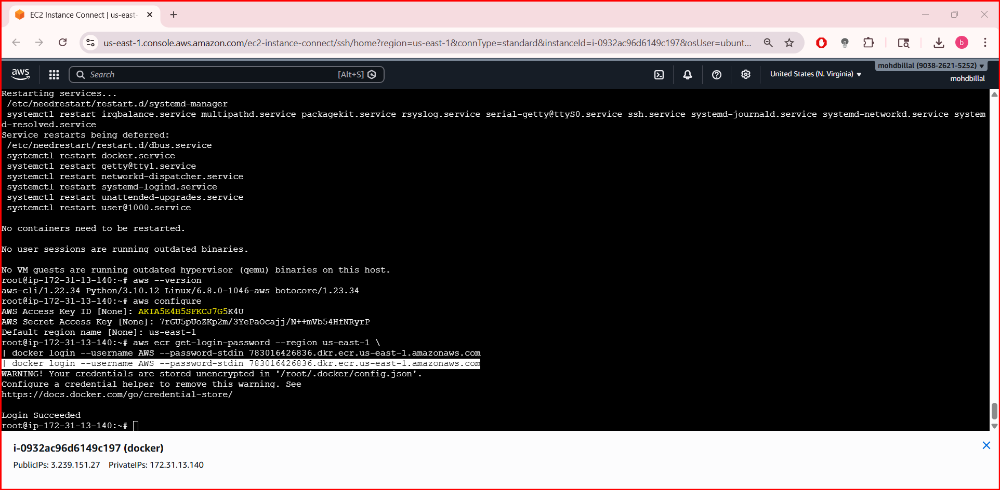 EC2 Instance Connect | us-east-
us-east-1.console.aws.amazon.com/ec2-instance-connect/ssh/home?region=us-east-1&connType=standard&instanceId=i-0932ac96d6149c197&osUser=ubunt...
b
aws
Search [Alt+S]
United States (N. Virginia)
mohdbillal (9038-2621-5252)
mohdbillal
Restarting services...
/etc/needrestart/restart.d/systemd-manager
systemctl restart irqbalance.service multipathd.service packagekit.service rsyslog.service serial-getty@ttyS0.service ssh.service systemd-journald.service systemd-networkd.service system
d-resolved.service
Service restarts being deferred:
/etc/needrestart/restart.d/dbus.service
systemctl restart docker.service
systemctl restart getty@tty1.service
systemctl restart networkd-dispatcher.service
systemctl restart systemd-logind.service
systemctl restart unattended-upgrades.service
systemctl restart user@1000.service
No containers need to be restarted.
No user sessions are running outdated binaries.
No VM guests are running outdated hypervisor (qemu) binaries on this host.
root@ip-172-31-13-140:~# aws --version
aws-cli/1.22.34 Python/3.10.12 Linux/6.8.0-1046-aws botocore/1.23.34
root@ip-172-31-13-140:~# aws configure
AWS Access Key ID [None]: [credential omitted]
AWS Secret Access Key [None]: [credential omitted]
Default region name [None]: us-east-1
root@ip-172-31-13-140:~# aws ecr get-login-password --region us-east-1 \
| docker login --username AWS --password-stdin 783016426836.dkr.ecr.us-east-1.amazonaws.com
| docker login --username AWS --password-stdin 783016426836.dkr.ecr.us-east-1.amazonaws.com
WARNING! Your credentials are stored unencrypted in '/root/.docker/config.json'.
Configure a credential helper to remove this warning. See
https://docs.docker.com/go/credential-store/
Login Succeeded
root@ip-172-31-13-140:~#
i-0932ac96d6149c197 (docker)
PublicIPs: 3.239.151.27 PrivateIPs: 172.31.13.140